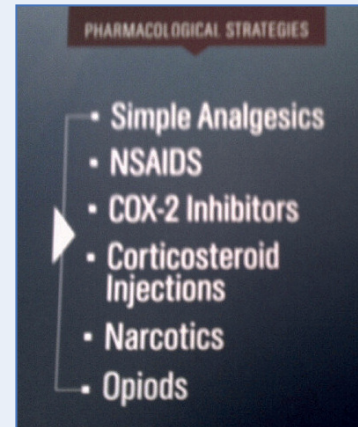 PHARMACOLOGICAL STRATEGIES
▪ Simple Analgesics
▪ NSAIDS
▪ COX-2 Inhibitors
▪ Corticosteroid
Injections
▪ Narcotics
▪ Opiods